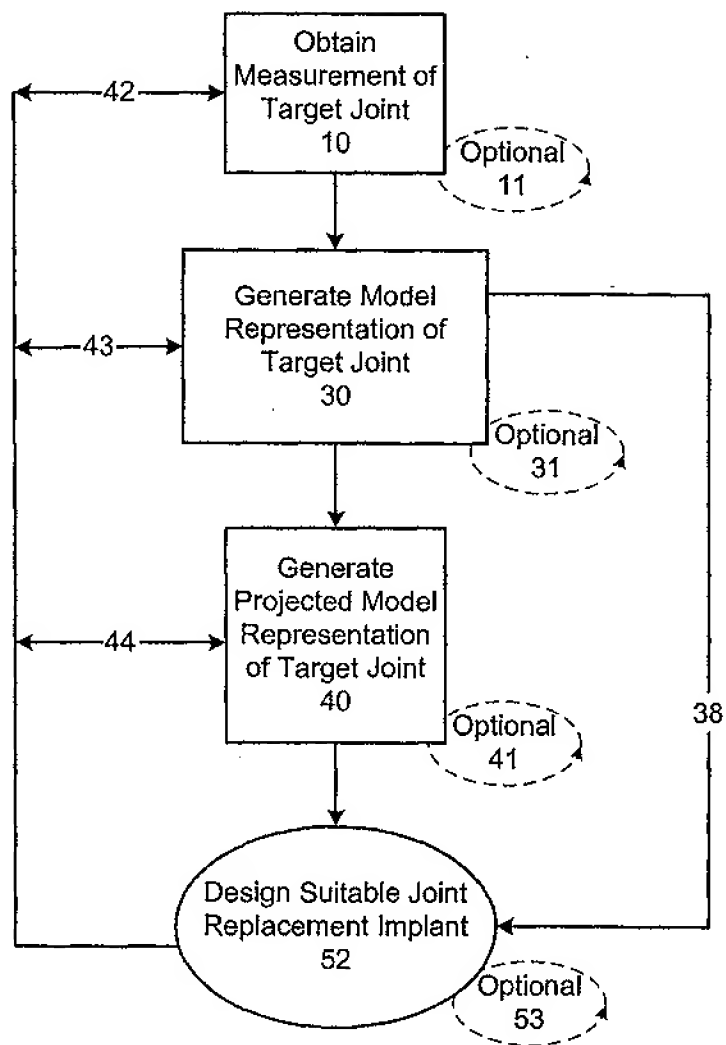 Obtain
Measurement of
Target Joint
10
42
Optional
11
Generate Model
Representation of
Target Joint
30
43
Optional
31
Generate
Projected Model
Representation
of Target Joint
40
44
38
Optional
41
Design Suitable Joint
Replacement Implant
52
Optional
53